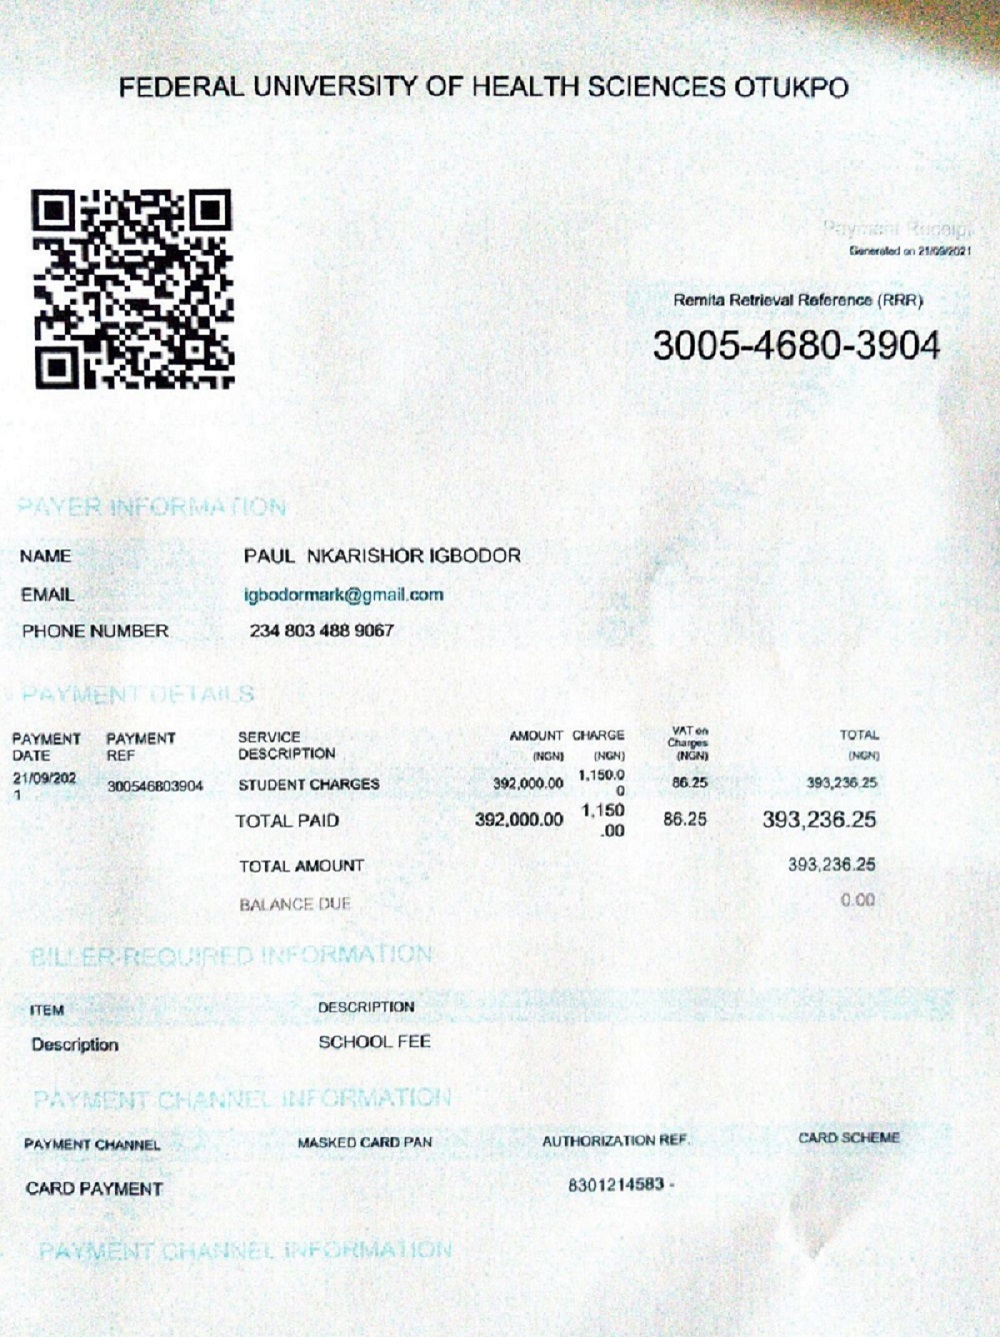 FEDERAL UNIVERSITY OF HEALTH SCIENCES OTUKPO
Payment Receipt
Generated on 21/09/2021
Remita Retrieval Reference (RRR)
3005-4680-3904
PAYER INFORMATION
NAME PAUL NKARISHOR IGBODOR
EMAIL igbodormark@gmail.com
PHONE NUMBER 234 803 488 9067
PAYMENT DETAILS
PAYMENT DATE PAYMENT REF SERVICE DESCRIPTION AMOUNT (NGN) CHARGE (NGN) VAT on Charges (NGN) TOTAL (NGN)
21/09/2021 300546803904 STUDENT CHARGES 392,000.00 1,150.00 86.25 393,236.25
TOTAL PAID 392,000.00 1,150.00 86.25 393,236.25
TOTAL AMOUNT 393,236.25
BALANCE DUE 0.00
BILLER-REQUIRED INFORMATION
ITEM DESCRIPTION
Description SCHOOL FEE
PAYMENT CHANNEL INFORMATION
PAYMENT CHANNEL MASKED CARD PAN AUTHORIZATION REF. CARD SCHEME
CARD PAYMENT 8301214583 -
PAYMENT CHANNEL INFORMATION